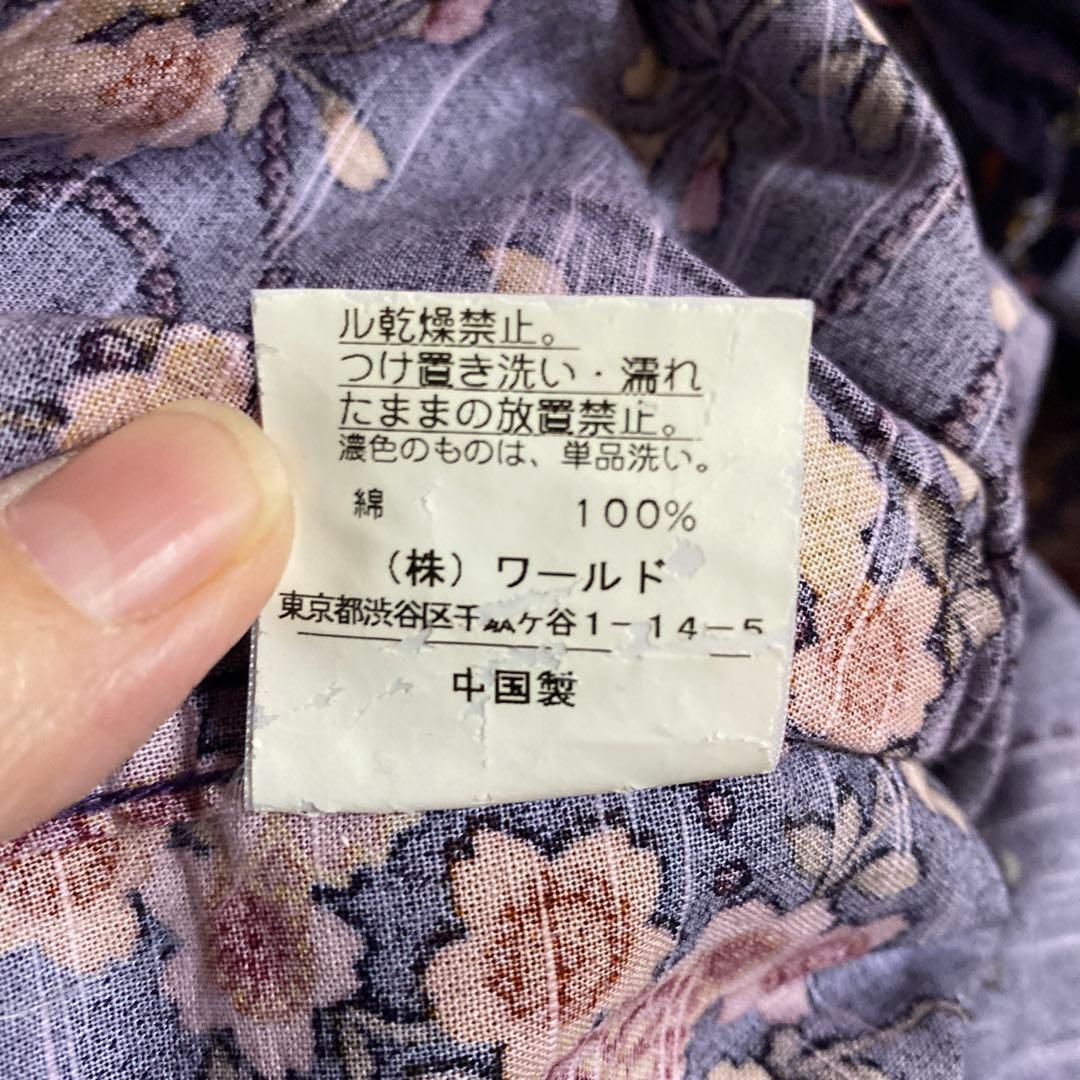 ル乾燥禁止。
つけ置き洗い・濡れ
たままの放置禁止。
濃色のものは、単品洗い。
綿 100%
（株）ワールド
東京都渋谷区千 ヶ谷1-14-5
中国製